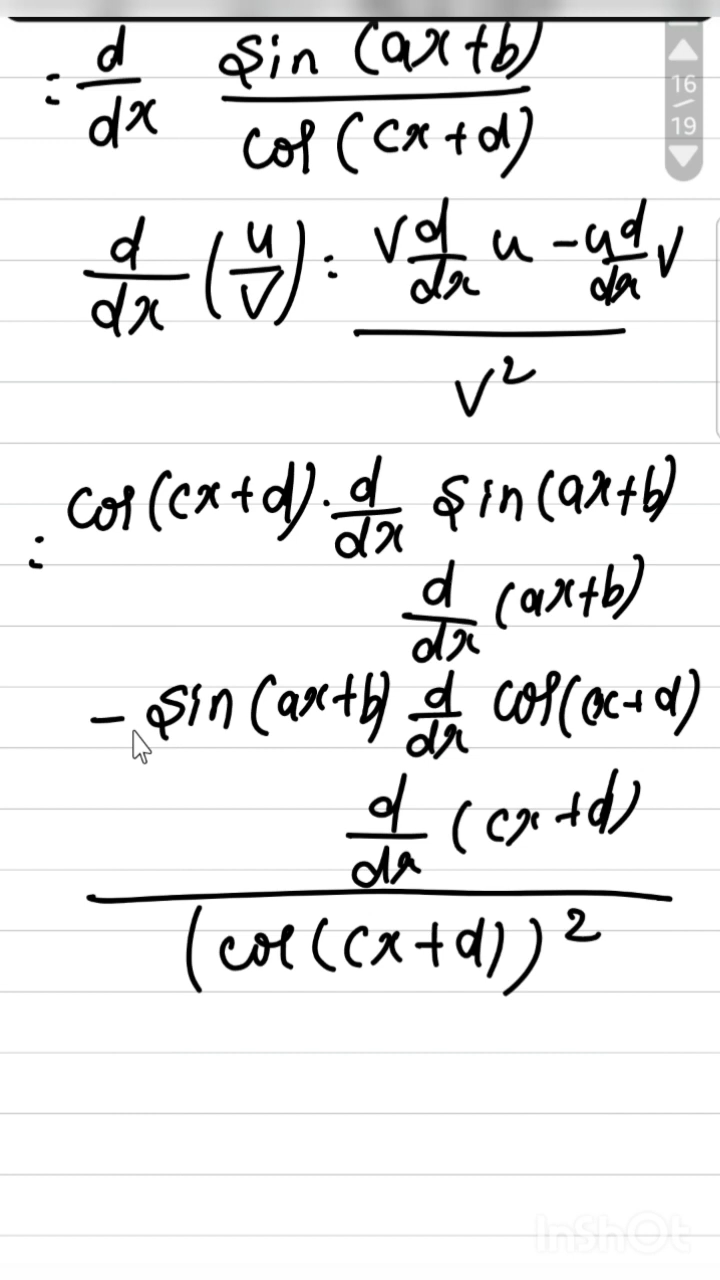 = d/dx sin (ax+b) / cos (cx+d)
16/19
d/dx (u/v) = (v d/dx u - u d/dx v) / v²
= cos(cx+d) . d/dx sin(ax+b)
d/dx (ax+b)
- sin(ax+b) d/dx cos(cx+d)
d/dx (cx+d)
(cos(cx+d))²
InShOt